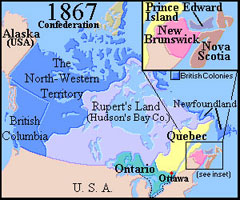 1867
Confederation
Alaska
(USA)
The
North-Western
Territory
British
Columbia
Rupert's Land
(Hudson's Bay Co.)
Ontario
Quebec
Ottawa
U. S. A.
Prince Edward
Island
New
Brunswick
Nova
Scotia
British Colonies
Newfoundland
(see inset)